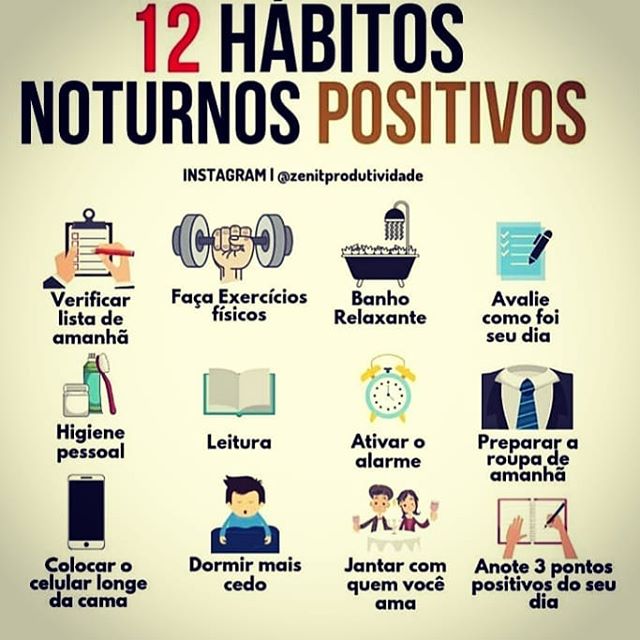 12 HÁBITOS
NOTURNOS POSITIVOS
INSTAGRAM | @zenitprodutividade
Verificar
lista de
amanhã
Faça Exercícios
físicos
Banho
Relaxante
Avalie
como foi
seu dia
Higiene
pessoal
Leitura
Ativar o
alarme
Preparar a
roupa de
amanhã
Colocar o
celular longe
da cama
Dormir mais
cedo
Jantar com
quem você
ama
Anote 3 pontos
positivos do seu
dia